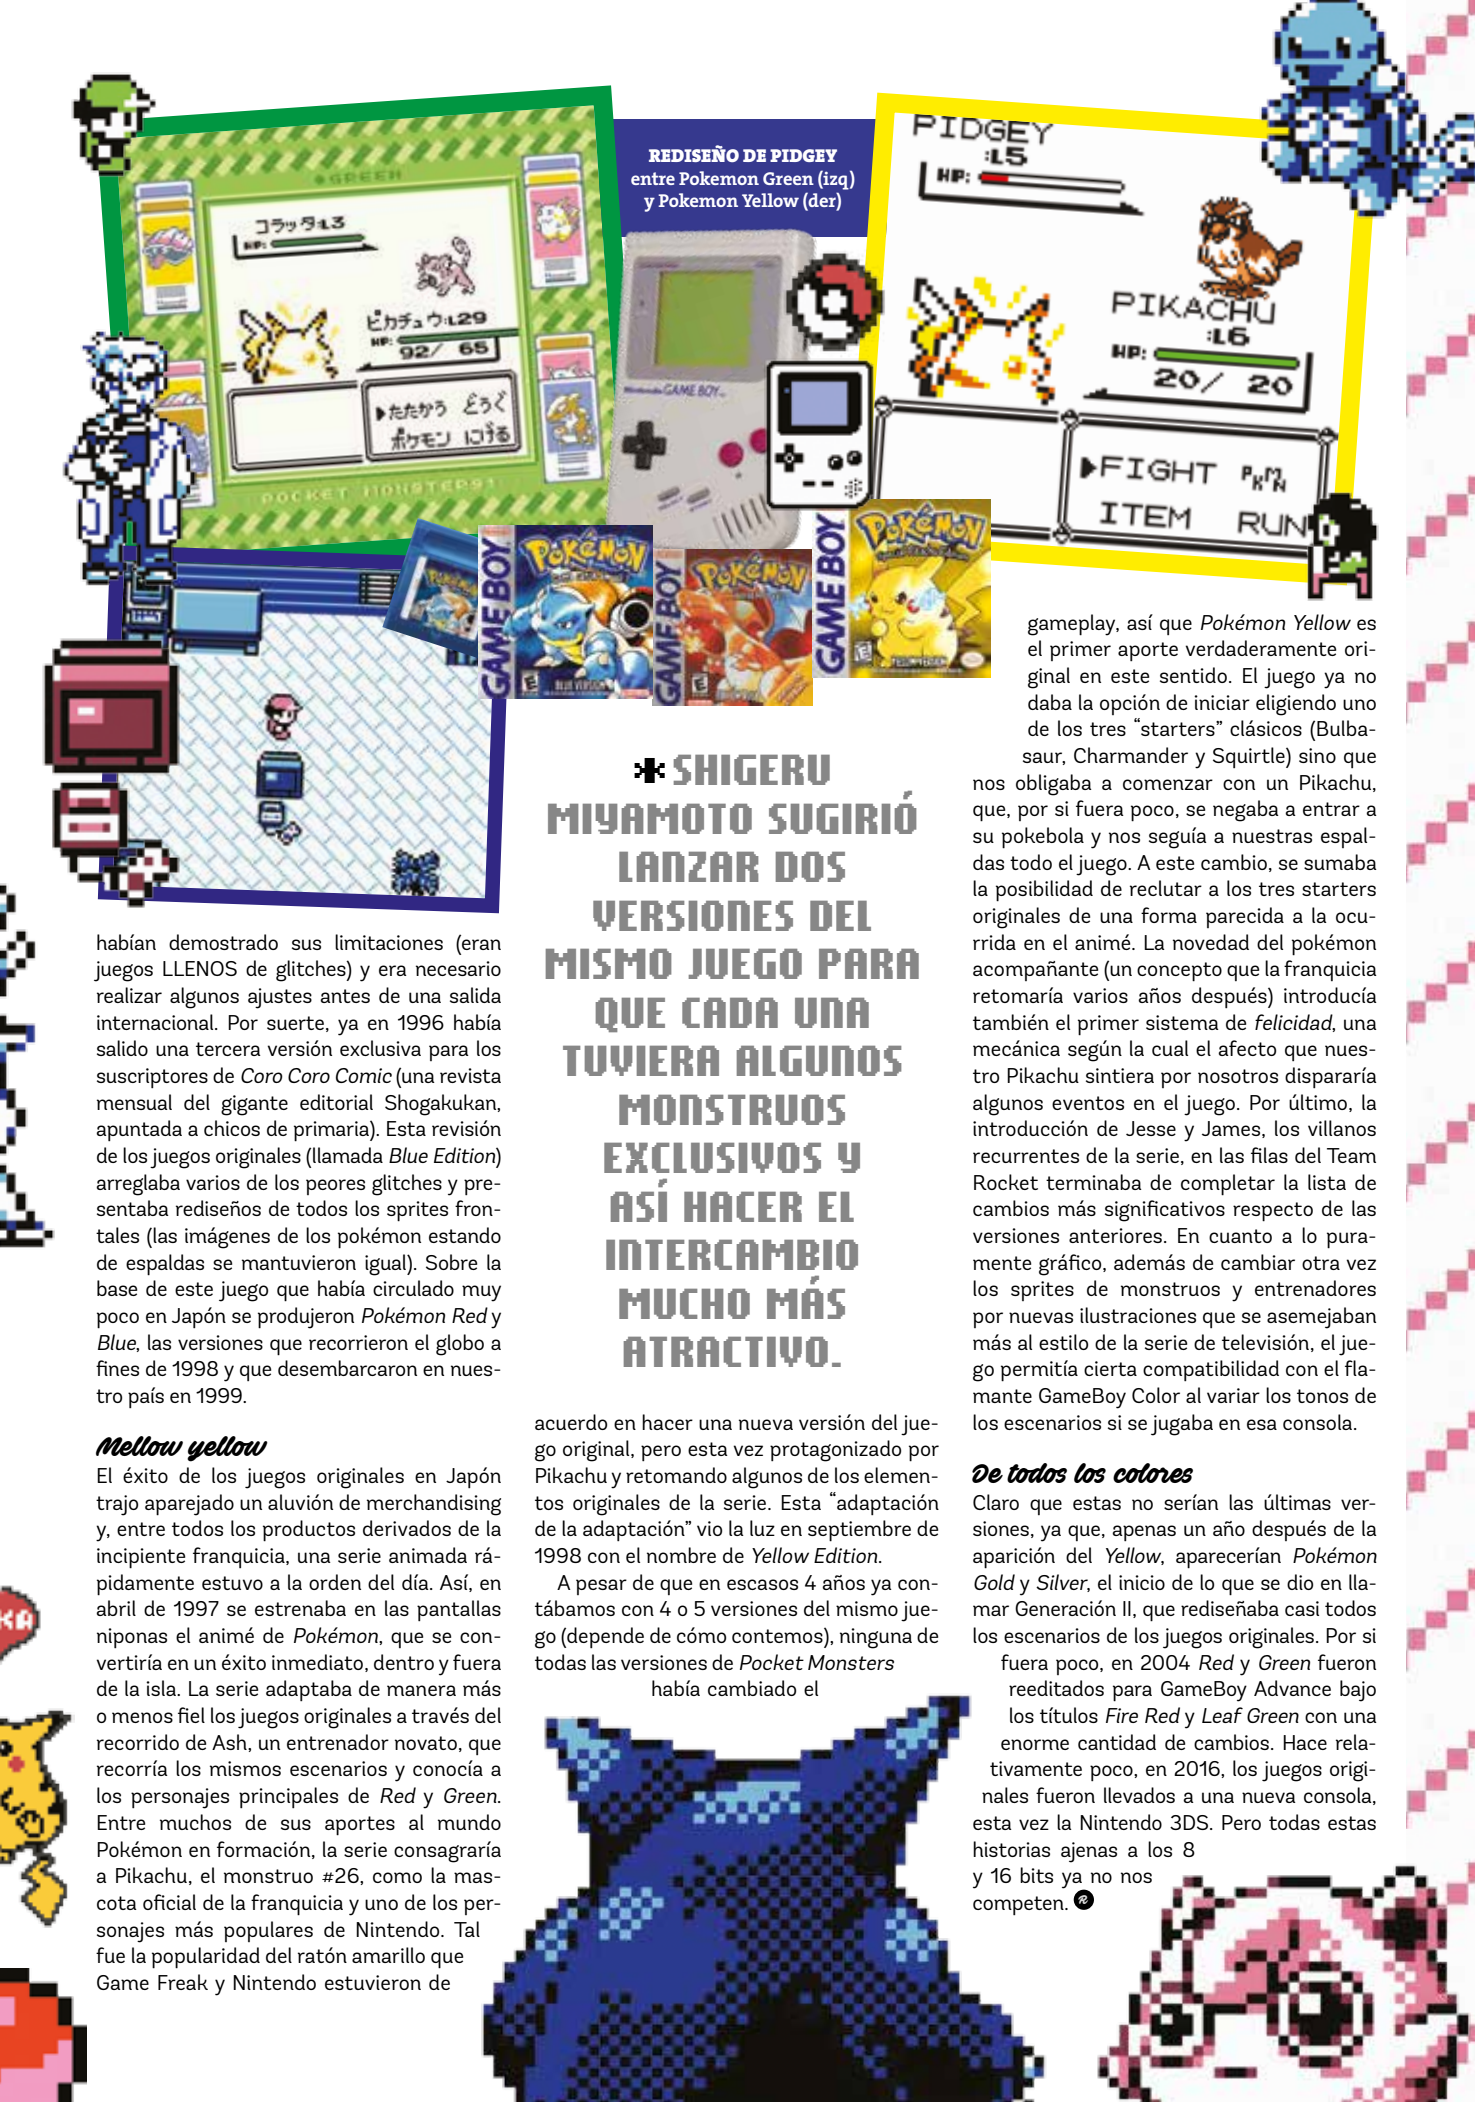 REDISEÑO DE PIDGEY
entre Pokemon Green (izq)
y Pokemon Yellow (der)
GREEN
コラッタ:L3
HP:
ピカチュウ:L29
HP:
92/ 65
▶たたかう どうぐ
ポケモン にげる
POCKET MONSTERS!
PIDGEY
:L5
HP:
PIKACHU
:L6
HP:
20/ 20
▶FIGHT PKMN
ITEM RUN
Nintendo GAME BOY
GAME BOY
POKéMON
BLUE VERSION
GAME BOY
POKéMON
GAME BOY
POKéMON
habían demostrado sus limitaciones (eran
juegos LLENOS de glitches) y era necesario
realizar algunos ajustes antes de una salida
internacional. Por suerte, ya en 1996 había
salido una tercera versión exclusiva para los
suscriptores de Coro Coro Comic (una revista
mensual del gigante editorial Shogakukan,
apuntada a chicos de primaria). Esta revisión
de los juegos originales (llamada Blue Edition)
arreglaba varios de los peores glitches y pre-
sentaba rediseños de todos los sprites fron-
tales (las imágenes de los pokémon estando
de espaldas se mantuvieron igual). Sobre la
base de este juego que había circulado muy
poco en Japón se produjeron Pokémon Red y
Blue, las versiones que recorrieron el globo a
fines de 1998 y que desembarcaron en nues-
tro país en 1999.
Mellow yellow
El éxito de los juegos originales en Japón
trajo aparejado un aluvión de merchandising
y, entre todos los productos derivados de la
incipiente franquicia, una serie animada rá-
pidamente estuvo a la orden del día. Así, en
abril de 1997 se estrenaba en las pantallas
niponas el animé de Pokémon, que se con-
vertiría en un éxito inmediato, dentro y fuera
de la isla. La serie adaptaba de manera más
o menos fiel los juegos originales a través del
recorrido de Ash, un entrenador novato, que
recorría los mismos escenarios y conocía a
los personajes principales de Red y Green.
Entre muchos de sus aportes al mundo
Pokémon en formación, la serie consagraría
a Pikachu, el monstruo #26, como la mas-
cota oficial de la franquicia y uno de los per-
sonajes más populares de Nintendo. Tal
fue la popularidad del ratón amarillo que
Game Freak y Nintendo estuvieron de
* SHIGERU
MIYAMOTO SUGIRIÓ
LANZAR DOS
VERSIONES DEL
MISMO JUEGO PARA
QUE CADA UNA
TUVIERA ALGUNOS
MONSTRUOS
EXCLUSIVOS Y
ASÍ HACER EL
INTERCAMBIO
MUCHO MÁS
ATRACTIVO.
acuerdo en hacer una nueva versión del jue-
go original, pero esta vez protagonizado por
Pikachu y retomando algunos de los elemen-
tos originales de la serie. Esta “adaptación
de la adaptación” vio la luz en septiembre de
1998 con el nombre de Yellow Edition.
A pesar de que en escasos 4 años ya con-
tábamos con 4 o 5 versiones del mismo jue-
go (depende de cómo contemos), ninguna de
todas las versiones de Pocket Monsters
había cambiado el
gameplay, así que Pokémon Yellow es
el primer aporte verdaderamente ori-
ginal en este sentido. El juego ya no
daba la opción de iniciar eligiendo uno
de los tres “starters” clásicos (Bulba-
saur, Charmander y Squirtle) sino que
nos obligaba a comenzar con un Pikachu,
que, por si fuera poco, se negaba a entrar a
su pokebola y nos seguía a nuestras espal-
das todo el juego. A este cambio, se sumaba
la posibilidad de reclutar a los tres starters
originales de una forma parecida a la ocu-
rrida en el animé. La novedad del pokémon
acompañante (un concepto que la franquicia
retomaría varios años después) introducía
también el primer sistema de felicidad, una
mecánica según la cual el afecto que nues-
tro Pikachu sintiera por nosotros dispararía
algunos eventos en el juego. Por último, la
introducción de Jesse y James, los villanos
recurrentes de la serie, en las filas del Team
Rocket terminaba de completar la lista de
cambios más significativos respecto de las
versiones anteriores. En cuanto a lo pura-
mente gráfico, además de cambiar otra vez
los sprites de monstruos y entrenadores
por nuevas ilustraciones que se asemejaban
más al estilo de la serie de televisión, el jue-
go permitía cierta compatibilidad con el fla-
mante GameBoy Color al variar los tonos de
los escenarios si se jugaba en esa consola.
De todos los colores
Claro que estas no serían las últimas ver-
siones, ya que, apenas un año después de la
aparición del Yellow, aparecerían Pokémon
Gold y Silver, el inicio de lo que se dio en lla-
mar Generación II, que rediseñaba casi todos
los escenarios de los juegos originales. Por si
fuera poco, en 2004 Red y Green fueron
reeditados para GameBoy Advance bajo
los títulos Fire Red y Leaf Green con una
enorme cantidad de cambios. Hace rela-
tivamente poco, en 2016, los juegos origi-
nales fueron llevados a una nueva consola,
esta vez la Nintendo 3DS. Pero todas estas
historias ajenas a los 8
y 16 bits ya no nos
competen.
KA